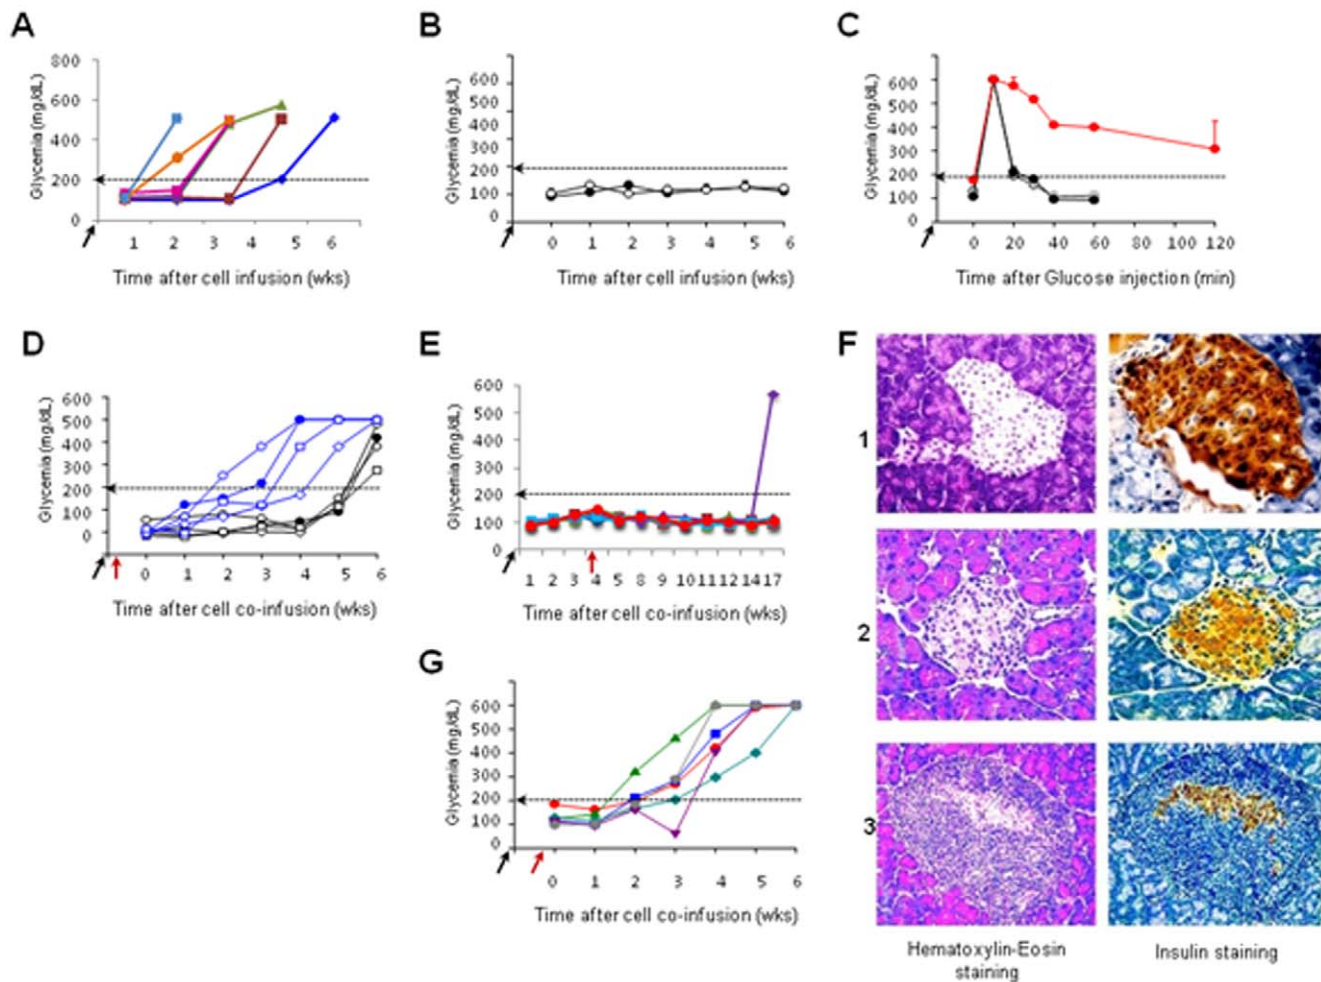 A
Glycemia (mg/dL)
800
600
400
200
0
1 2 3 4 5 6
Time after cell infusion (wks)
B
Glycemia (mg/dL)
600
500
400
300
200
100
0
0 1 2 3 4 5 6
Time after cell infusion (wks)
C
Glycemia (mg/dL)
600
500
400
300
200
100
0
0 20 40 60 80 100 120
Time after Glucose injection (min)
D
Glycemia (mg/dL)
600
500
400
300
200
100
0
0 1 2 3 4 5 6
Time after cell co-infusion (wks)
E
Glycemia (mg/dL)
600
500
400
300
200
100
0
1 2 3 4 5 8 9 10 11 12 14 17
Time after cell co-infusion (wks)
F
1
2
3
Hematoxylin-Eosin
staining
Insulin staining
G
Glycemia (mg/dL)
600
500
400
300
200
100
0
0 1 2 3 4 5 6
Time after cell co-infusion (wks)